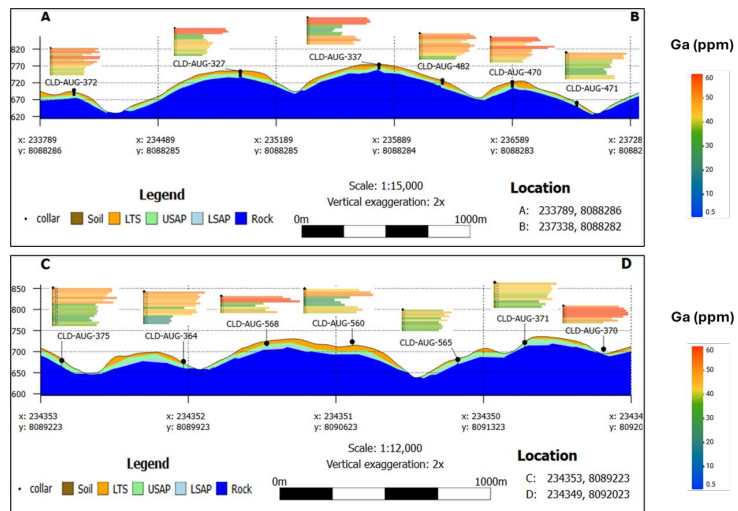 A
B
Ga (ppm)
820
770
720
670
620
CLD-AUG-372
CLD-AUG-327
CLD-AUG-337
CLD-AUG-482
CLD-AUG-470
CLD-AUG-471
x: 233789
y: 8088286
x: 234489
y: 8088285
x: 235189
y: 8088285
x: 235889
y: 8088284
x: 236589
y: 8088283
x: 23728
y: 80882
60
50
40
30
20
10
0.5
Legend
collar Soil LTS USAP LSAP Rock
Scale: 1:15,000
Vertical exaggeration: 2x
0m 1000m
Location
A: 233789, 8088286
B: 237338, 8088282
C
D
Ga (ppm)
850
800
750
700
650
600
CLD-AUG-375
CLD-AUG-364
CLD-AUG-568
CLD-AUG-560
CLD-AUG-565
CLD-AUG-371
CLD-AUG-370
x: 234353
y: 8089223
x: 234352
y: 8089923
x: 234351
y: 8090623
x: 234350
y: 8091323
x: 2344
y: 80920
60
50
40
30
20
10
0.5
Legend
collar Soil LTS USAP LSAP Rock
Scale: 1:12,000
Vertical exaggeration: 2x
0m 1000m
Location
C: 234353, 8089223
D: 234349, 8092023